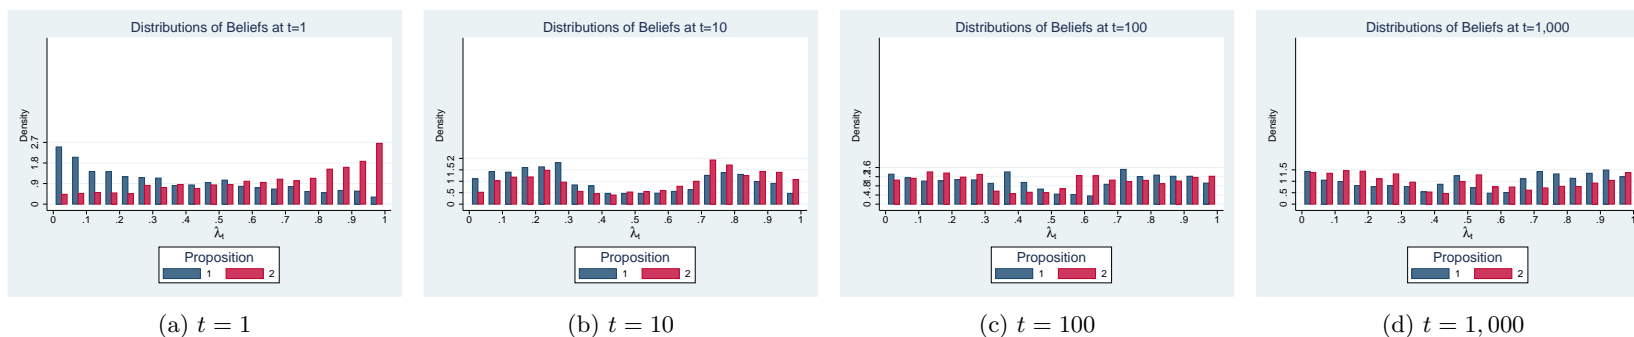 Distributions of Beliefs at t=1
Density
0 .9 1.8 2.7
0 .1 .2 .3 .4 .5 .6 .7 .8 .9 1
λ̂t
Proposition
1 2
(a) t = 1
Distributions of Beliefs at t=10
Density
0 .5 1 1.5 2
0 .1 .2 .3 .4 .5 .6 .7 .8 .9 1
λ̂t
Proposition
1 2
(b) t = 10
Distributions of Beliefs at t=100
Density
0 .4 .8 1.2 1.6
0 .1 .2 .3 .4 .5 .6 .7 .8 .9 1
λ̂t
Proposition
1 2
(c) t = 100
Distributions of Beliefs at t=1,000
Density
0 .5 1 1.5
0 .1 .2 .3 .4 .5 .6 .7 .8 .9 1
λ̂t
Proposition
1 2
(d) t = 1, 000